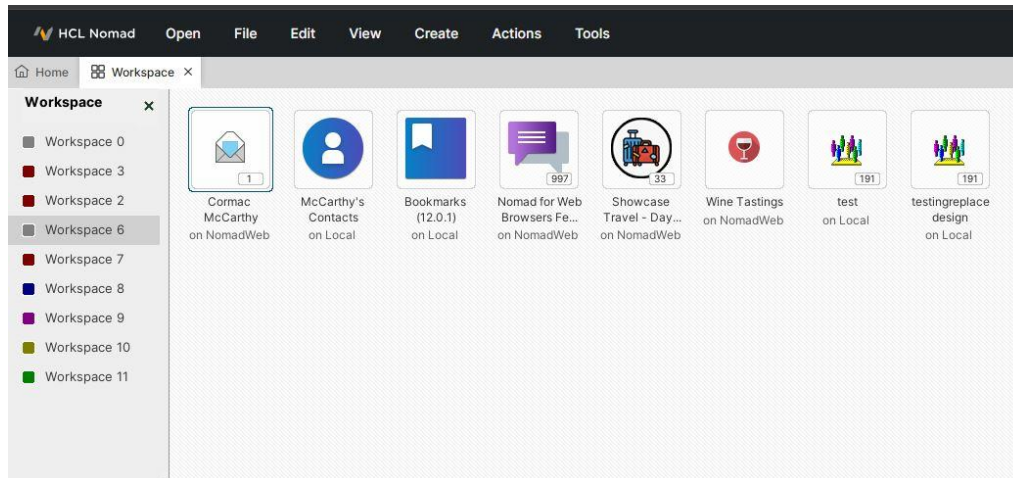 HCL Nomad Open File Edit View Create Actions Tools
Home Workspace ×
Workspace ×
Workspace 0
Workspace 3
Workspace 2
Workspace 6
Workspace 7
Workspace 8
Workspace 9
Workspace 10
Workspace 11
1
Cormac
McCarthy
on NomadWeb
McCarthy's
Contacts
on Local
Bookmarks
(12.0.1)
on Local
997
Nomad for Web
Browsers Fe...
on NomadWeb
33
Showcase
Travel - Day...
on NomadWeb
Wine Tastings
on NomadWeb
191
test
on Local
191
testingreplace
design
on Local